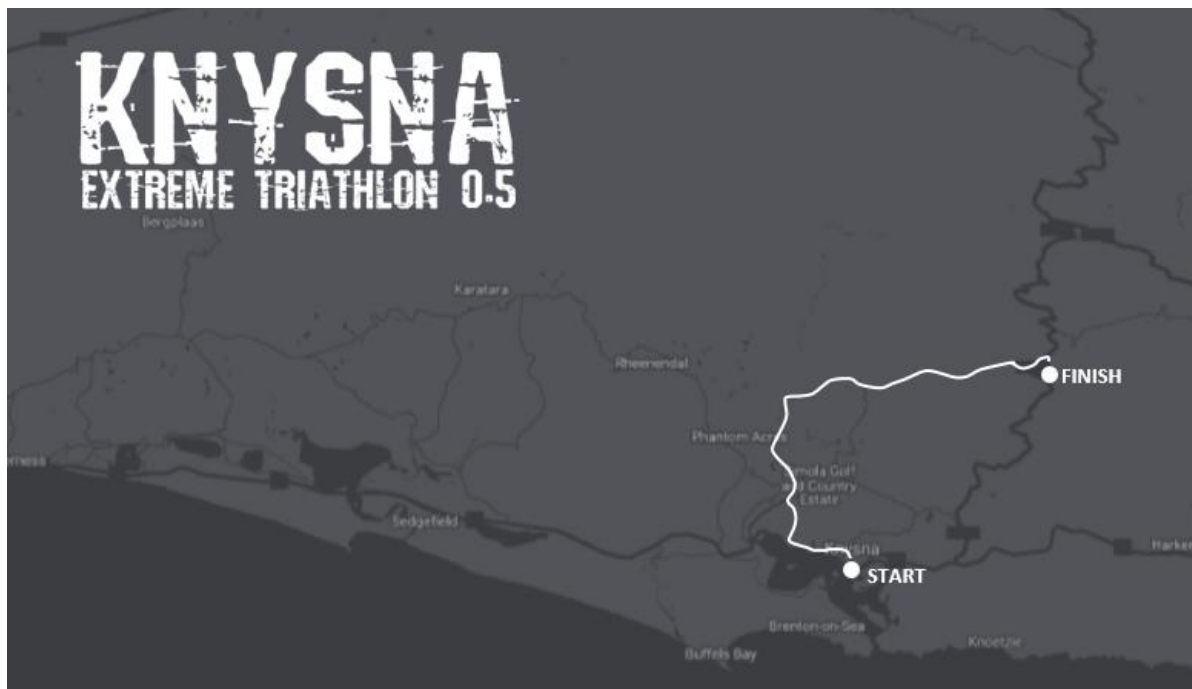 KNYSNA
EXTREME TRIATHLON 0.5
Bergplaas
Karatara
Rheenendal
FINISH
Phantom Acres
Simola Golf
and Country
Estate
Sedgefield
Knysna
Harker
START
Brenton-on-Sea
Knoetzie
Buffels Bay